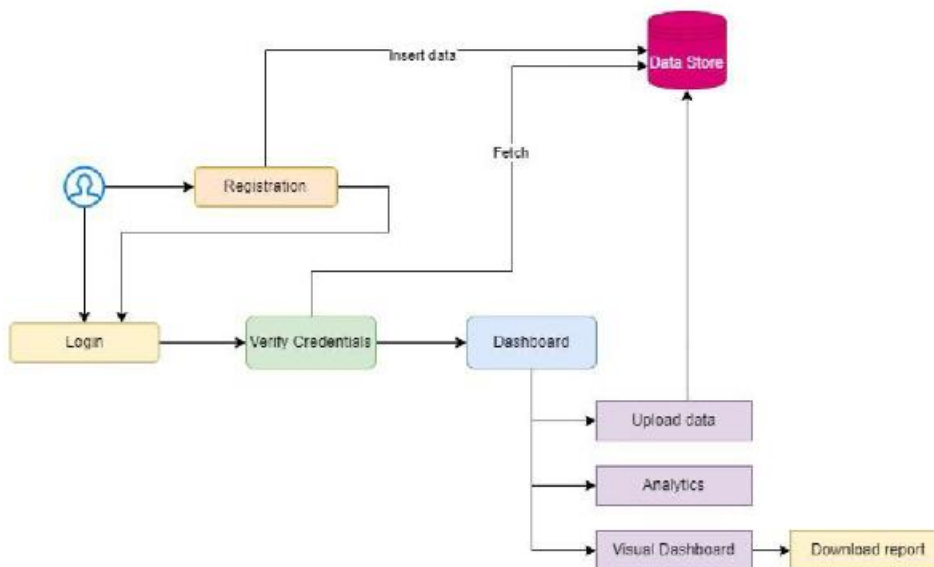 Insert data
Data Store
Fetch
Registration
Login
Verify Credentials
Dashboard
Upload data
Analytics
Visual Dashboard
Download report